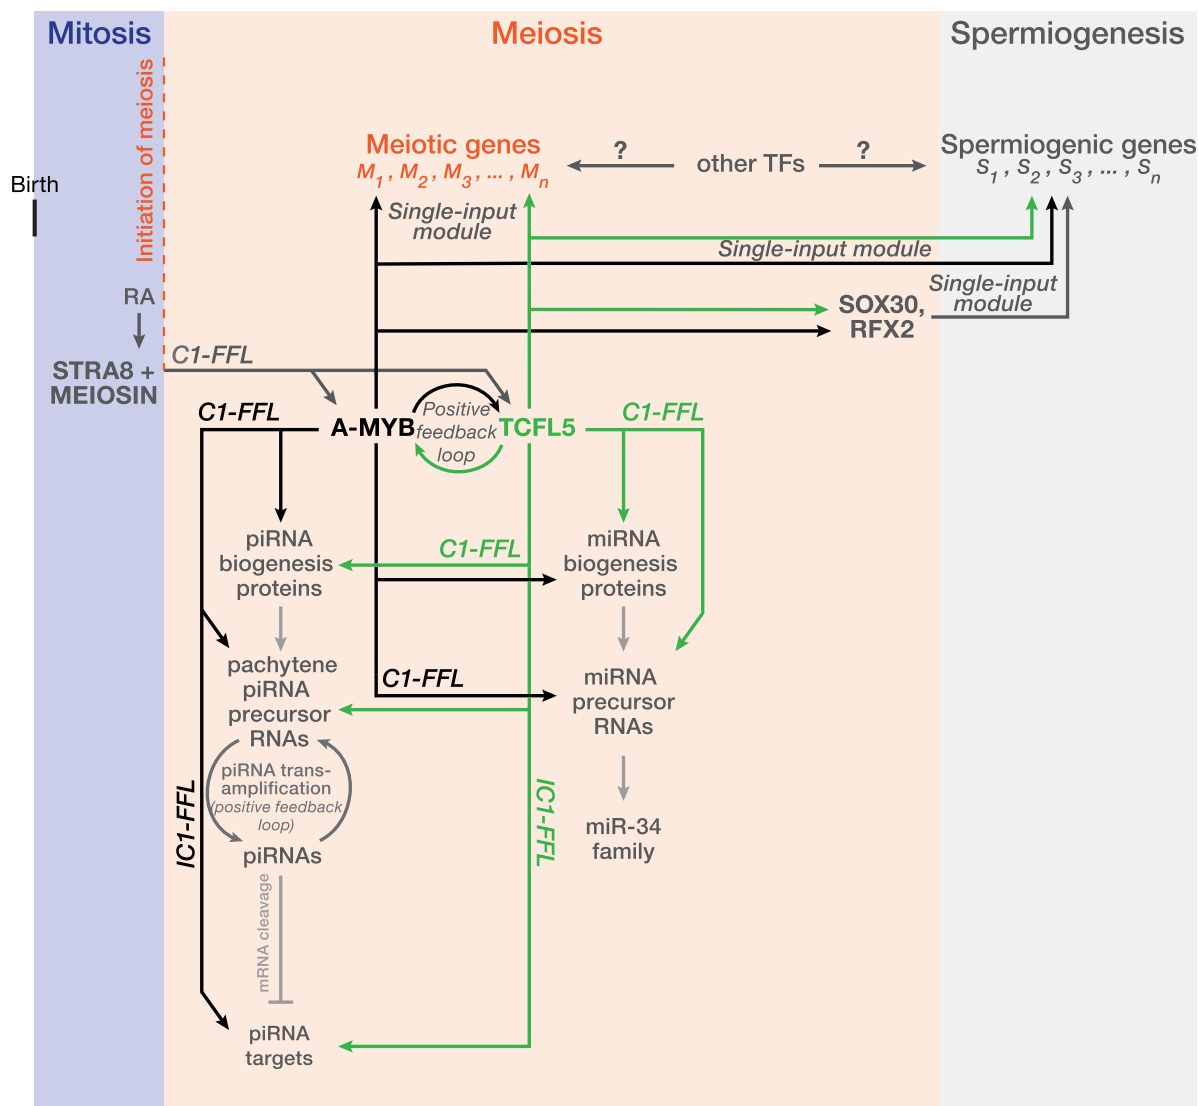 Mitosis
Meiosis
Spermiogenesis
Initiation of meiosis
Birth
Meiotic genes
M1 , M2 , M3 , ... , Mn
?
other TFs
?
Spermiogenic genes
S1 , S2 , S3 , ... , Sn
Single-input
module
Single-input module
Single-input
module
RA
SOX30,
RFX2
STRA8 +
MEIOSIN
C1-FFL
C1-FFL
A-MYB
Positive
feedback
loop
TCFL5
C1-FFL
piRNA
biogenesis
proteins
C1-FFL
miRNA
biogenesis
proteins
pachytene
piRNA
precursor
RNAs
C1-FFL
miRNA
precursor
RNAs
piRNA trans-
amplification
(positive feedback
loop)
IC1-FFL
IC1-FFL
miR-34
family
piRNAs
mRNA cleavage
piRNA
targets